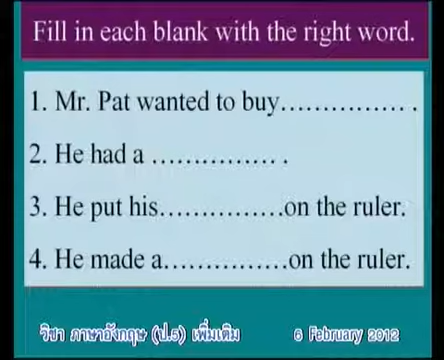 Fill in each blank with the right word.
1. Mr. Pat wanted to buy…………… .
2. He had a …………… .
3. He put his……………on the ruler.
4. He made a……………on the ruler.
วิชา ภาษาอังกฤษ (ป.5) เพิ่มเติม 6 February 2012